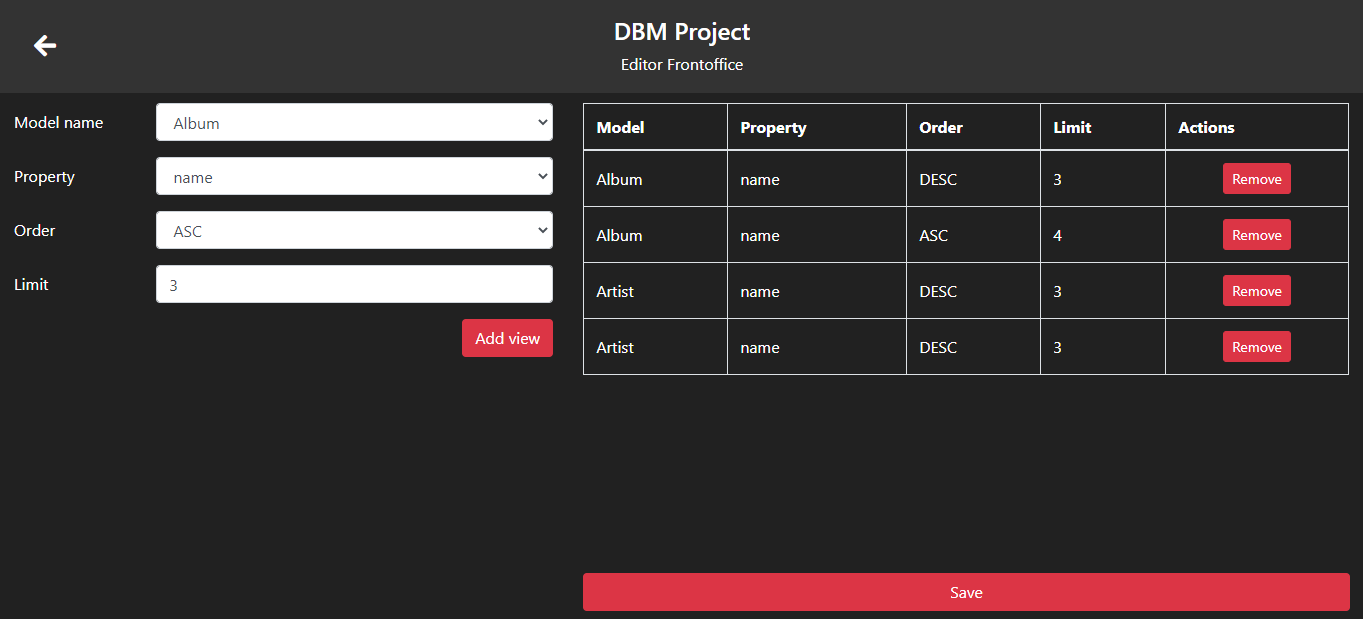 DBM Project
Editor Frontoffice
Model name
Album
Property
name
Order
ASC
Limit
3
Add view
Model Property Order Limit Actions
Album name DESC 3 Remove
Album name ASC 4 Remove
Artist name DESC 3 Remove
Artist name DESC 3 Remove
Save